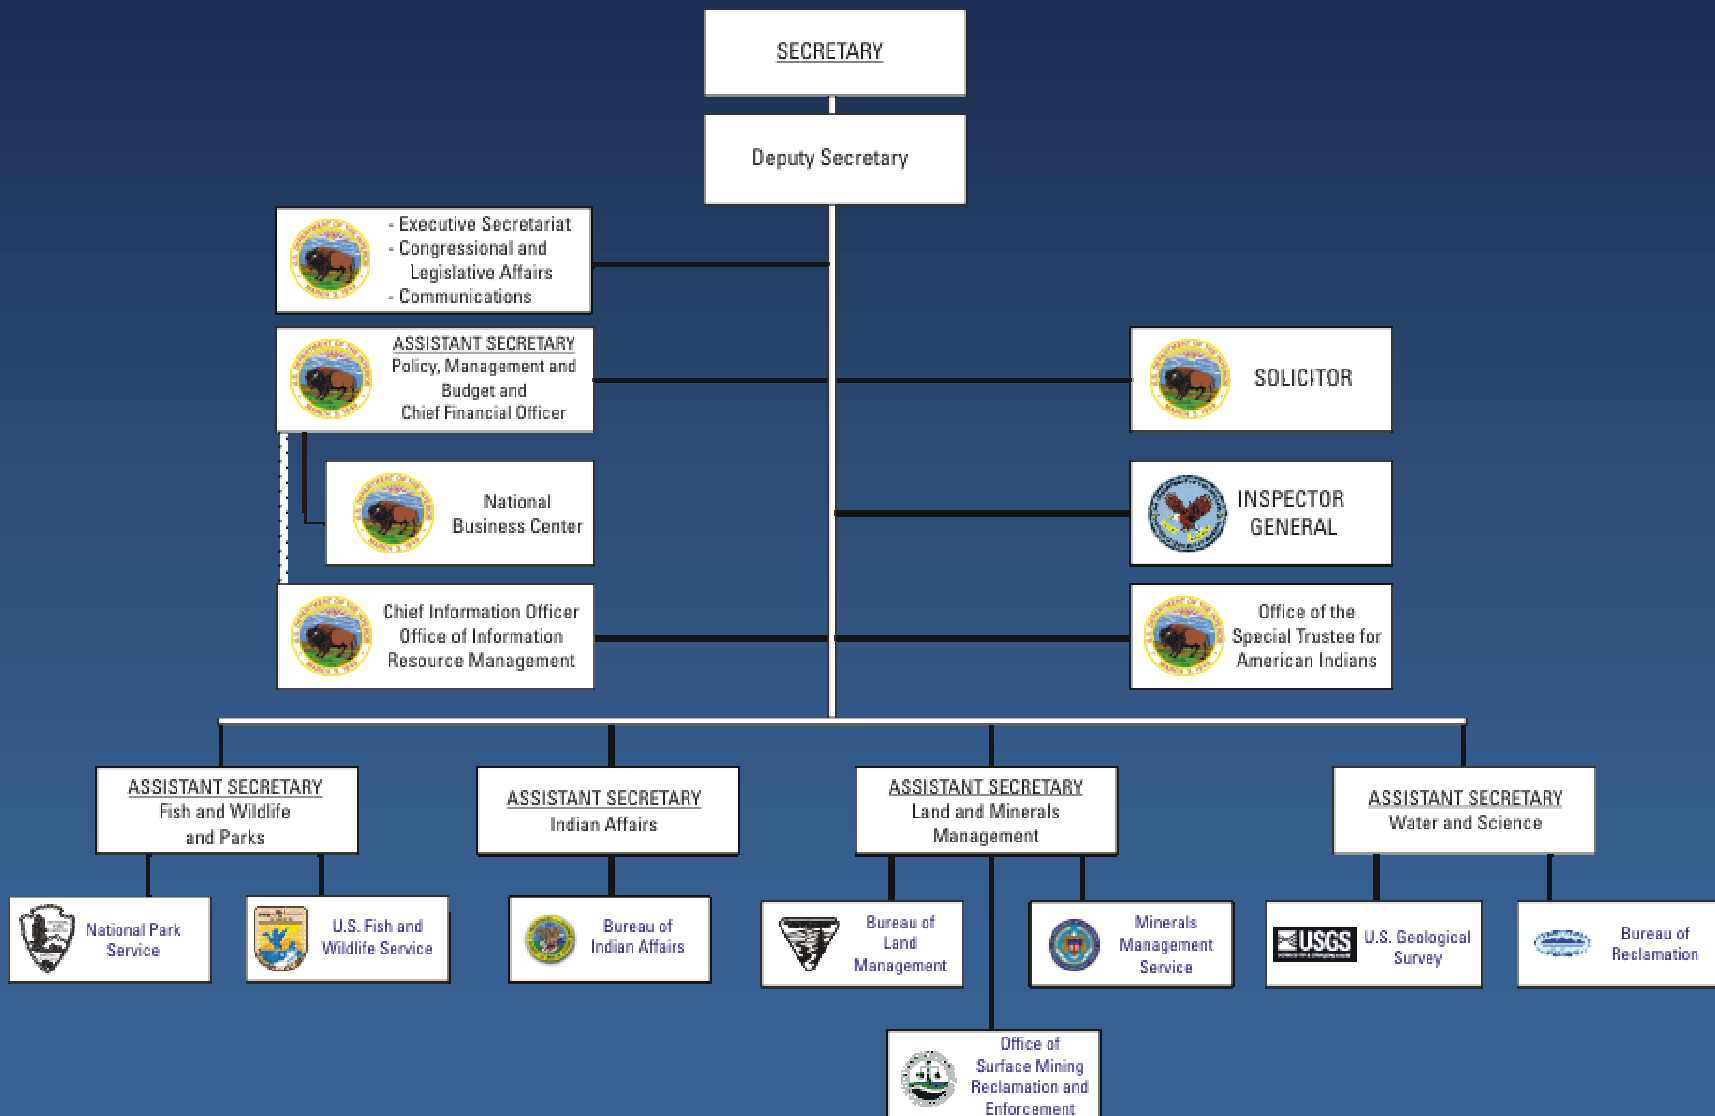 SECRETARY
Deputy Secretary
- Executive Secretariat
- Congressional and
Legislative Affairs
- Communications
ASSISTANT SECRETARY
Policy, Management and
Budget and
Chief Financial Officer
SOLICITOR
National
Business Center
INSPECTOR
GENERAL
Chief Information Officer
Office of Information
Resource Management
Office of the
Special Trustee for
American Indians
ASSISTANT SECRETARY
Fish and Wildlife
and Parks
ASSISTANT SECRETARY
Indian Affairs
ASSISTANT SECRETARY
Land and Minerals
Management
ASSISTANT SECRETARY
Water and Science
National Park
Service
U.S. Fish and
Wildlife Service
Bureau of
Indian Affairs
Bureau of
Land
Management
Minerals
Management
Service
USGS
U.S. Geological
Survey
Bureau of
Reclamation
Office of
Surface Mining
Reclamation and
Enforcement